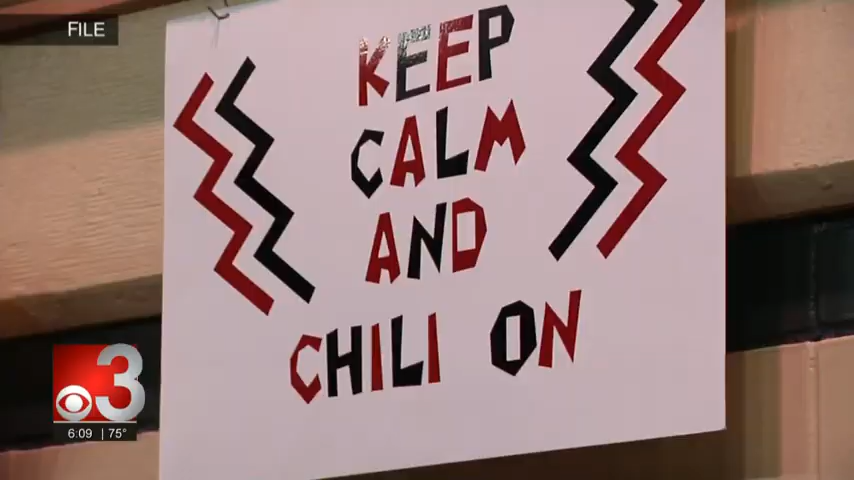 FILE
KEEP
CALM
AND
CHILI ON
3
6:09 | 75°